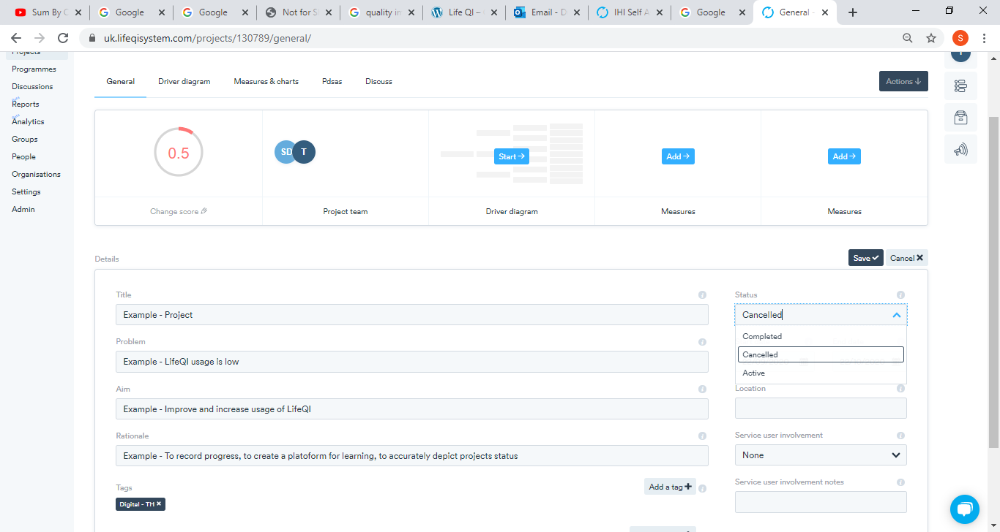 Sum By C
Google
Google
Not for S
quality in
Life QI –
Email - D
IHI Self A
Google
General -
uk.lifeqisystem.com/projects/130789/general/
S
Projects
Programmes
Discussions
Reports
Analytics
Groups
People
Organisations
Settings
Admin
General
Driver diagram
Measures & charts
Pdsas
Discuss
Actions
0.5
SD
T
Start
Add
Add
Change score
Project team
Driver diagram
Measures
Measures
Details
Save
Cancel
Title
Example - Project
Problem
Example - LifeQI usage is low
Aim
Example - Improve and increase usage of LifeQI
Rationale
Example - To record progress, to create a platoform for learning, to accurately depict projects status
Tags
Add a tag
Digital - TH
Status
Cancelled
Completed
Cancelled
Active
Location
Service user involvement
None
Service user involvement notes